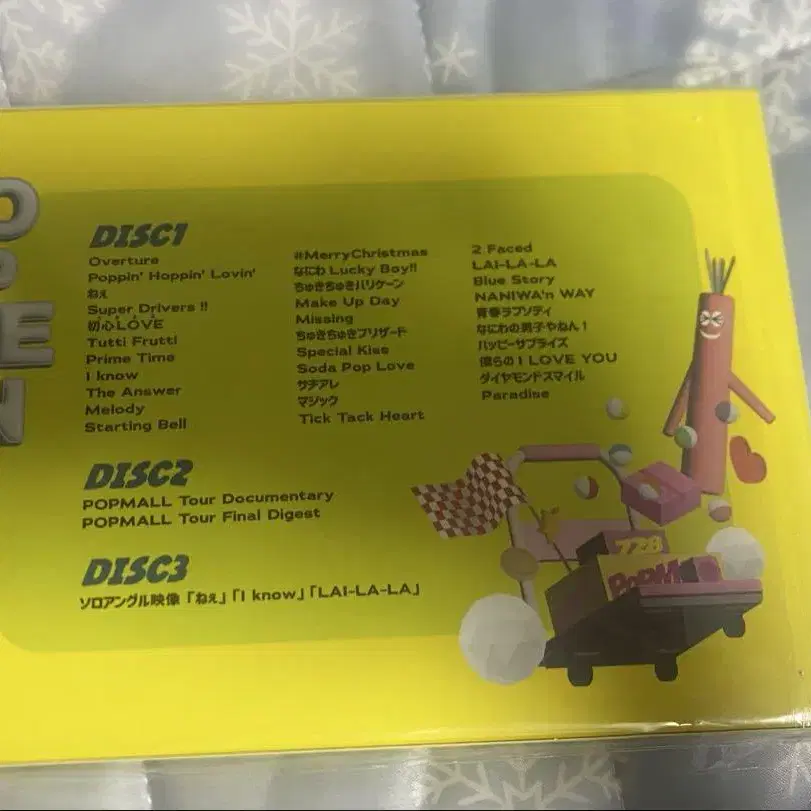 DISC1
Overture
Poppin' Hoppin' Lovin'
ねぇ
Super Drivers !!
初心LOVE
Tutti Frutti
Prime Time
I know
The Answer
Melody
Starting Bell
#MerryChristmas
なにわ Lucky Boy!!
ちゅきちゅきハリケーン
Make Up Day
Missing
ちゅきちゅきブリザード
Special Kiss
Soda Pop Love
サチアレ
マジック
Tick Tack Heart
2 Faced
LAI-LA-LA
Blue Story
NANIWA'n WAY
青春ラプソディ
なにわの男子やねん！
ハッピーサプライズ
僕らの I LOVE YOU
ダイヤモンドスマイル
Paradise
DISC2
POPMALL Tour Documentary
POPMALL Tour Final Digest
DISC3
ソロアングル映像「ねぇ」「I know」「LAI-LA-LA」
728